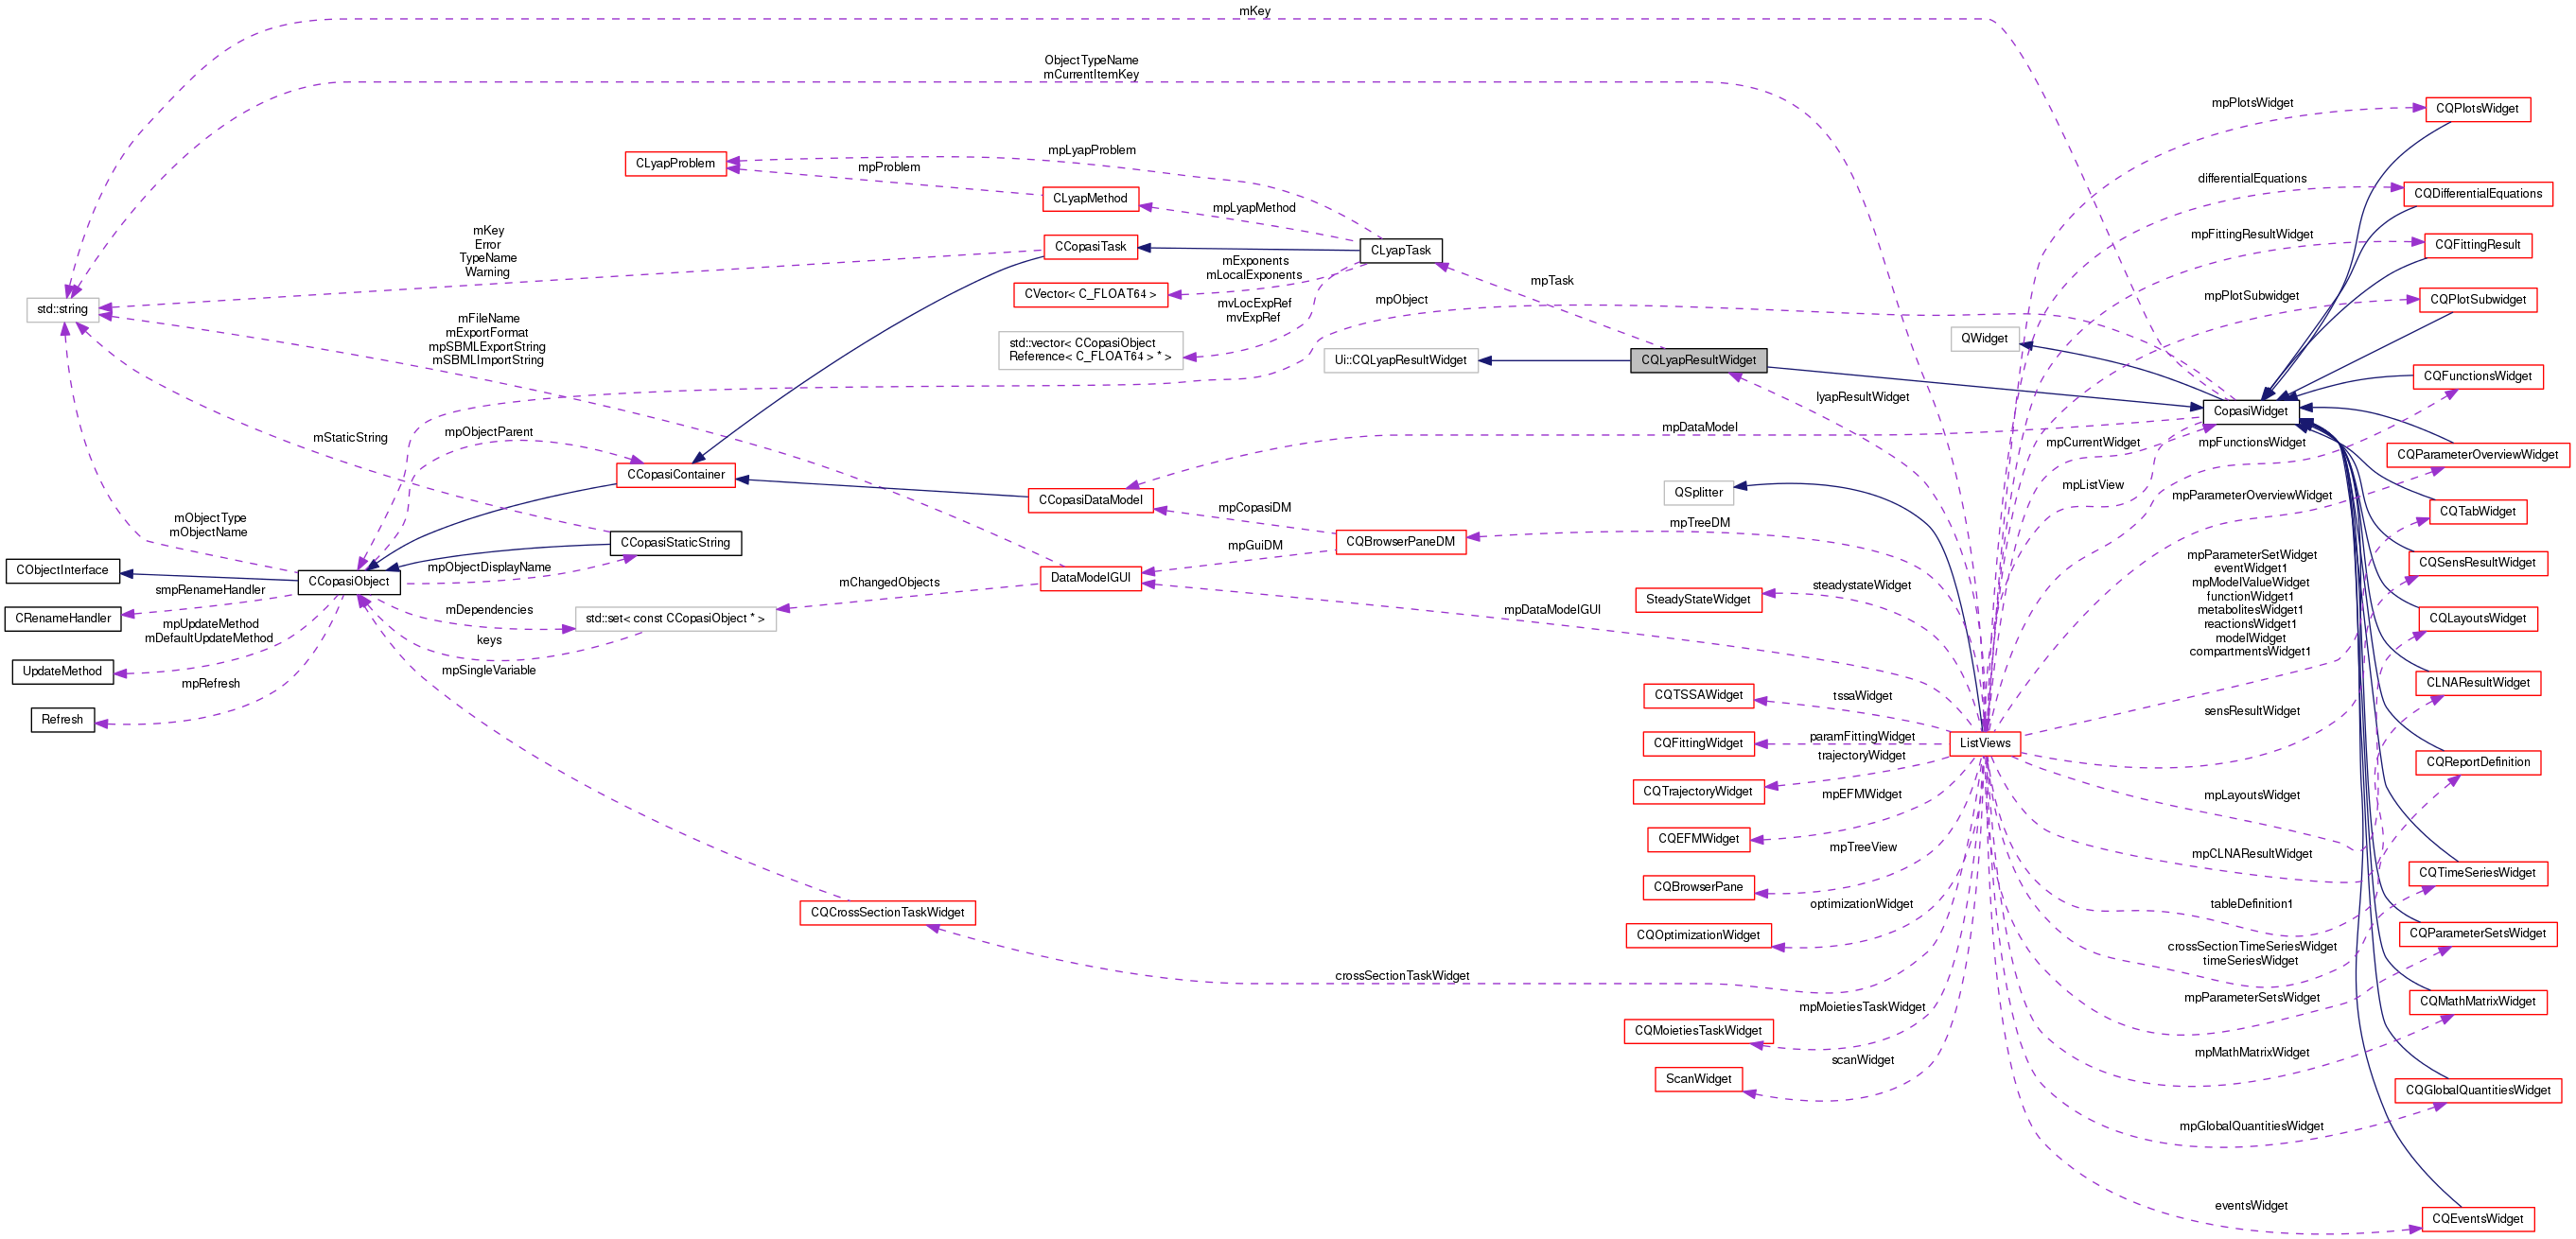 mKey
ObjectTypeName
mCurrentItemKey
mpPlotsWidget
CQPlotsWidget
mpLyapProblem
CLyapProblem
mpProblem
differentialEquations
CQDifferentialEquations
CLyapMethod
mpLyapMethod
mKey
Error
TypeName
Warning
CCopasiTask
CLyapTask
mpFittingResultWidget
CQFittingResult
mExponents
mLocalExponents
CVector< C_FLOAT64 >
mpTask
mpPlotSubwidget
CQPlotSubwidget
std::string
mvLocExpRef
mvExpRef
mpObject
mFileName
mExportFormat
mpSBMLExportString
mSBMLImportString
std::vector< CCopasiObject
Reference< C_FLOAT64 > * >
Ui::CQLyapResultWidget
CQLyapResultWidget
QWidget
CQFunctionsWidget
lyapResultWidget
CopasiWidget
mStaticString
mpObjectParent
mpDataModel
mpCurrentWidget
mpFunctionsWidget
CQParameterOverviewWidget
CCopasiContainer
CCopasiDataModel
QSplitter
mpListView
mpParameterOverviewWidget
mpCopasiDM
mpTreeDM
CQTabWidget
mObjectType
mObjectName
CCopasiStaticString
mpGuiDM
CQBrowserPaneDM
CObjectInterface
CCopasiObject
mpObjectDisplayName
mChangedObjects
DataModelGUI
steadystateWidget
mpParameterSetWidget
eventWidget1
mpModelValueWidget
functionWidget1
metabolitesWidget1
reactionsWidget1
modelWidget
compartmentsWidget1
CQSensResultWidget
smpRenameHandler
CRenameHandler
mpUpdateMethod
mDefaultUpdateMethod
mDependencies
std::set< const CCopasiObject * >
mpDataModelGUI
SteadyStateWidget
CQLayoutsWidget
keys
UpdateMethod
mpSingleVariable
mpRefresh
CQTSSAWidget
tssaWidget
sensResultWidget
CLNAResultWidget
Refresh
CQFittingWidget
paramFittingWidget
ListViews
trajectoryWidget
CQReportDefinition
CQTrajectoryWidget
mpEFMWidget
mpLayoutsWidget
CQEFMWidget
mpTreeView
mpCLNAResultWidget
CQTimeSeriesWidget
CQBrowserPane
CQCrossSectionTaskWidget
optimizationWidget
tableDefinition1
CQOptimizationWidget
CQParameterSetsWidget
crossSectionTaskWidget
crossSectionTimeSeriesWidget
timeSeriesWidget
mpMoietiesTaskWidget
mpParameterSetsWidget
CQMathMatrixWidget
CQMoietiesTaskWidget
scanWidget
mpMathMatrixWidget
ScanWidget
CQGlobalQuantitiesWidget
mpGlobalQuantitiesWidget
eventsWidget
CQEventsWidget